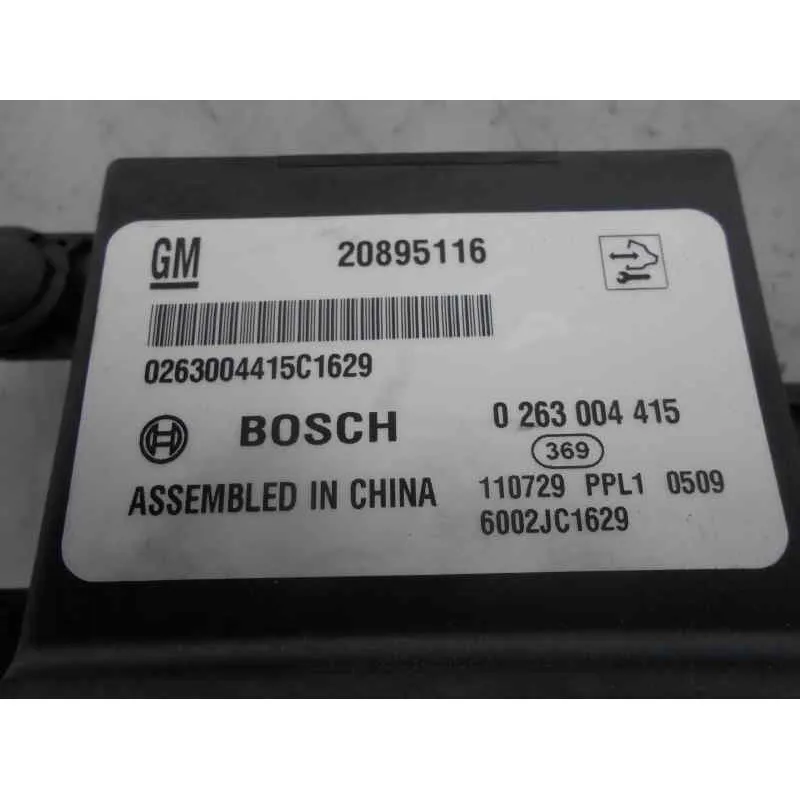 GM
20895116
0263004415C1629
BOSCH
0 263 004 415
369
ASSEMBLED IN CHINA
110729 PPL1 0509
6002JC1629